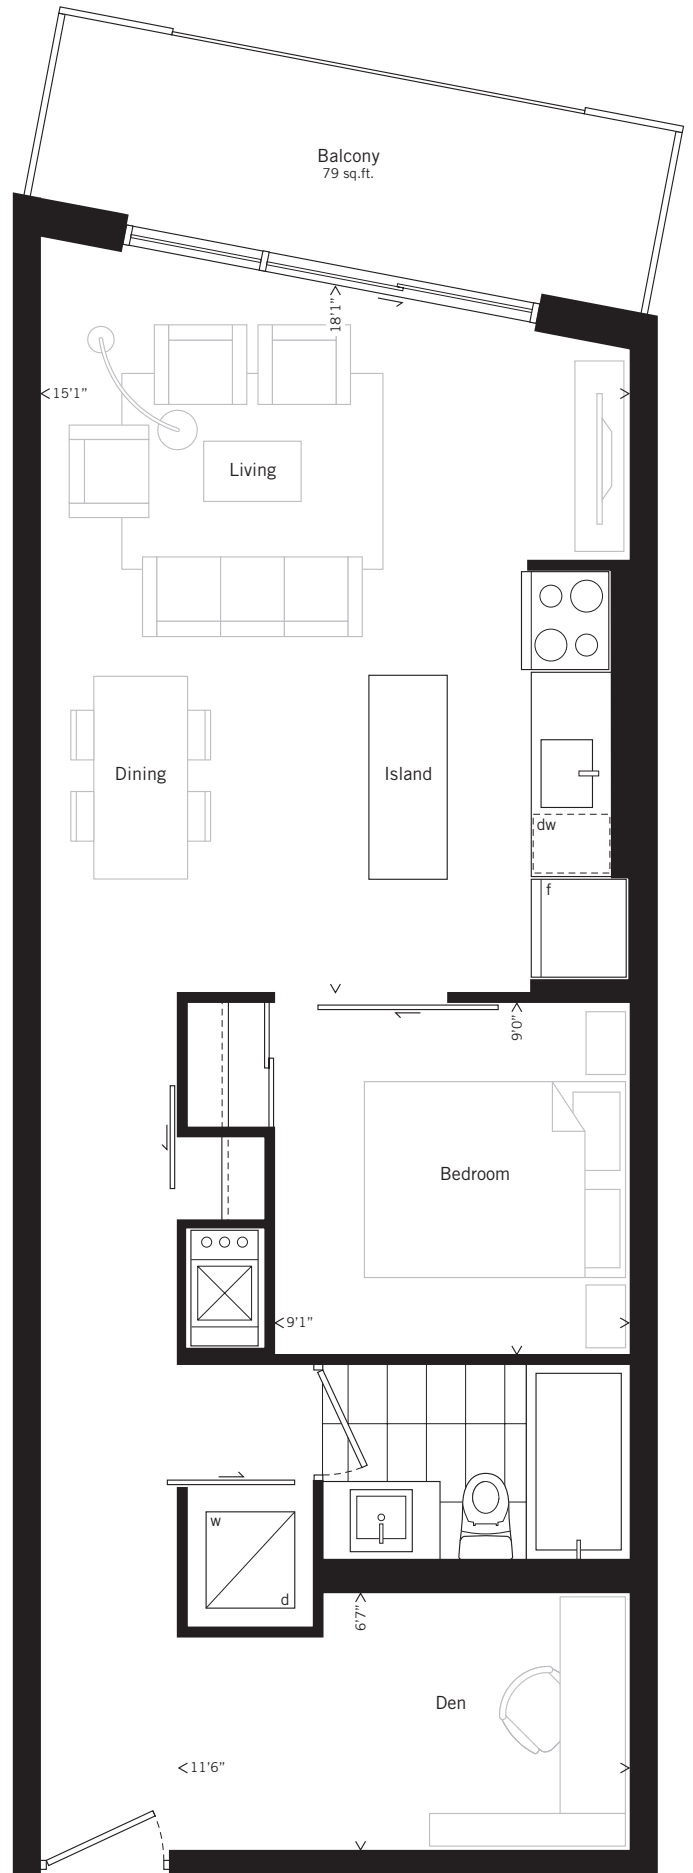 Balcony
79 sq.ft.
18'1"
15'1"
Living
Dining
Island
dw
f
9'0"
Bedroom
9'1"
w
d
6'7"
Den
11'6"